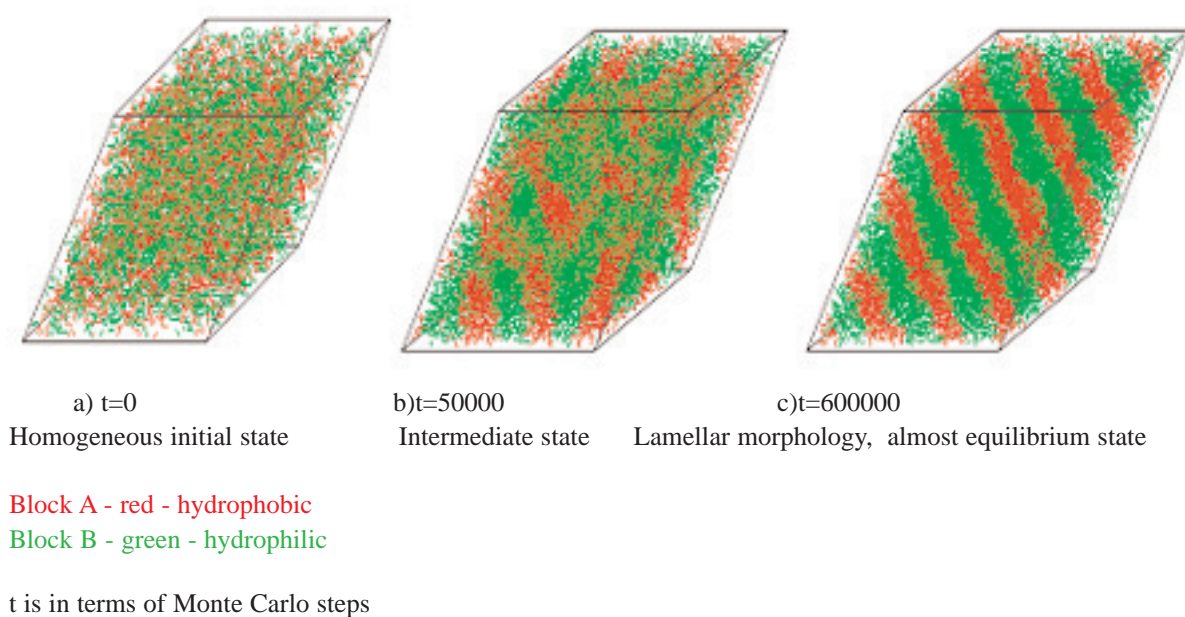 a) t=0 b)t=50000 c)t=600000
Homogeneous initial state Intermediate state Lamellar morphology, almost equilibrium state
Block A - red - hydrophobic
Block B - green - hydrophilic
t is in terms of Monte Carlo steps